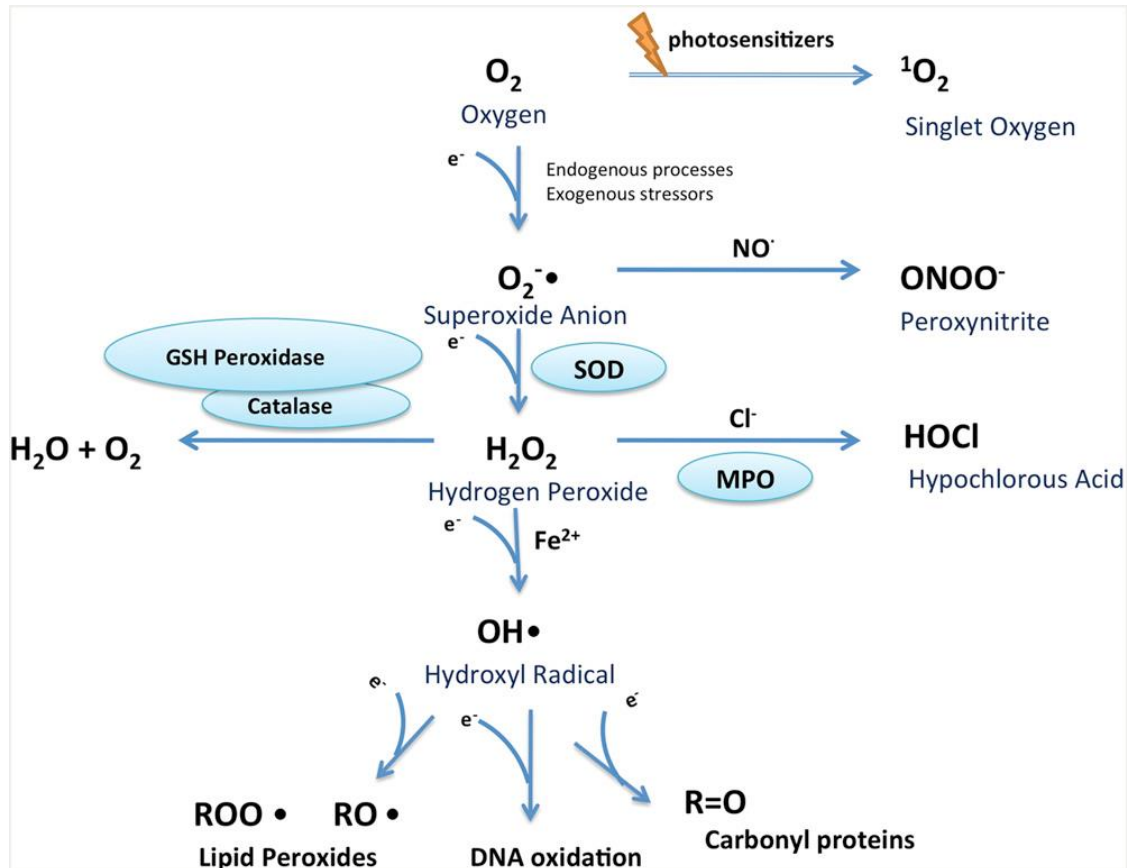 photosensitizers
O₂
¹O₂
Oxygen
Singlet Oxygen
e⁻
Endogenous processes
Exogenous stressors
NO·
O₂⁻•
ONOO⁻
Superoxide Anion
Peroxynitrite
e⁻
GSH Peroxidase
SOD
Catalase
Cl⁻
H₂O + O₂
H₂O₂
HOCl
MPO
Hydrogen Peroxide
Hypochlorous Acid
e⁻
Fe²⁺
OH•
Hydroxyl Radical
e⁻
e⁻
e⁻
ROO • RO •
R=O
Lipid Peroxides
DNA oxidation
Carbonyl proteins